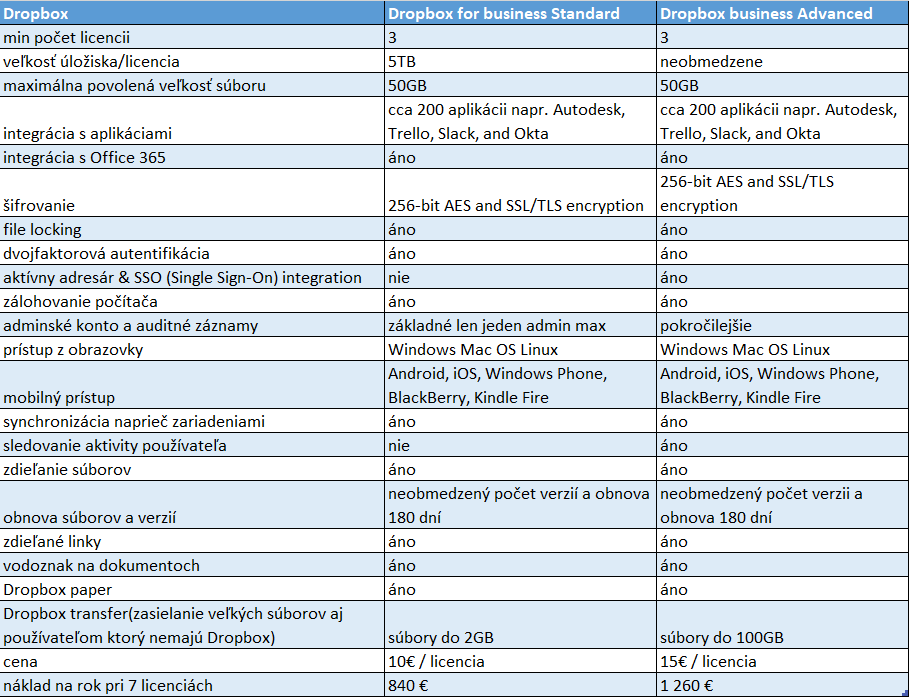 Dropbox Dropbox for business Standard Dropbox business Advanced
min počet licencii 3 3
veľkosť úložiska/licencia 5TB neobmedzene
maximálna povolená veľkosť súboru 50GB 50GB
cca 200 aplikácii napr. Autodesk, cca 200 aplikácii napr. Autodesk,
integrácia s aplikáciami Trello, Slack, and Okta Trello, Slack, and Okta
integrácia s Office 365 áno áno
256-bit AES and SSL/TLS
šifrovanie 256-bit AES and SSL/TLS encryption encryption
file locking áno áno
dvojfaktorová autentifikácia áno áno
aktívny adresár & SSO (Single Sign-On) integration nie áno
zálohovanie počítača áno áno
adminské konto a auditné záznamy základné len jeden admin max pokročilejšie
prístup z obrazovky Windows Mac OS Linux Windows Mac OS Linux
Android, iOS, Windows Phone, Android, iOS, Windows Phone,
mobilný prístup BlackBerry, Kindle Fire BlackBerry, Kindle Fire
synchronizácia naprieč zariadeniami áno áno
sledovanie aktivity používateľa nie áno
zdieľanie súborov áno áno
neobmedzený počet verzií a obnova neobmedzený počet verzii a
obnova súborov a verzií 180 dní obnova 180 dní
zdieľané linky áno áno
vodoznak na dokumentoch áno áno
Dropbox paper áno áno
Dropbox transfer(zasielanie veľkých súborov aj
používateľom ktorý nemajú Dropbox) súbory do 2GB súbory do 100GB
cena 10€ / licencia 15€ / licencia
náklad na rok pri 7 licenciách 840 € 1 260 €